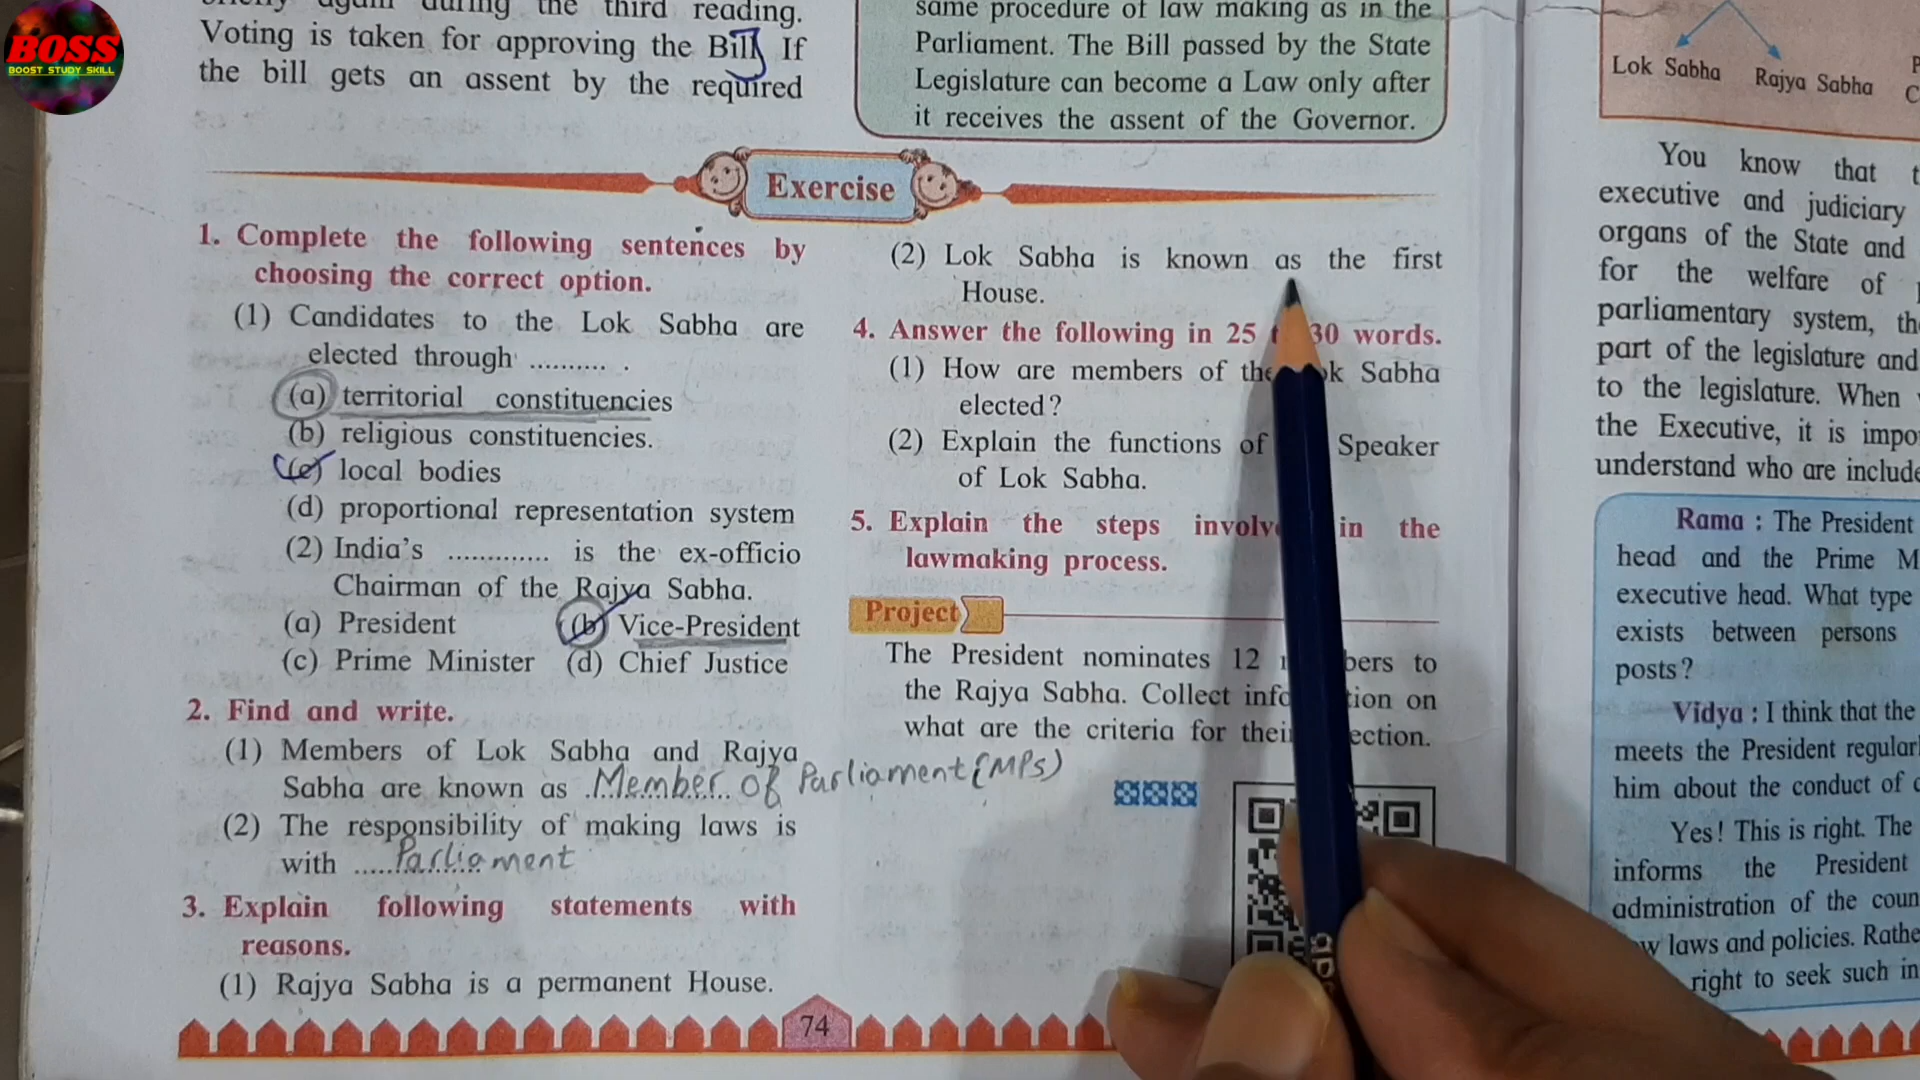 BOSS
BOOST STUDY SKILL
again during the third reading.
Voting is taken for approving the Bill. If
the bill gets an assent by the required
same procedure of law making as in the
Parliament. The Bill passed by the State
Legislature can become a Law only after
it receives the assent of the Governor.
Exercise
1. Complete the following sentences by
choosing the correct option.
(1) Candidates to the Lok Sabha are
elected through .......... .
(a) territorial constituencies
(b) religious constituencies.
(c) local bodies
(d) proportional representation system
(2) India's ............. is the ex-officio
Chairman of the Rajya Sabha.
(a) President (b) Vice-President
(c) Prime Minister (d) Chief Justice
2. Find and write.
(1) Members of Lok Sabha and Rajya
Sabha are known as Member of Parliament (MPs)
(2) The responsibility of making laws is
with ..... Parliament
3. Explain following statements with
reasons.
(1) Rajya Sabha is a permanent House.
74
(2) Lok Sabha is known as the first
House.
4. Answer the following in 25 30 words.
(1) How are members of Sabha
elected?
(2) Explain the functions of Speaker
of Lok Sabha.
5. Explain the steps in the
lawmaking process.
Project
The President nominates 12 to
the Rajya Sabha. Collect on
what are the criteria for
Lok Sabha Rajya Sabha
You know that
executive and judiciary
organs of the State and
for the welfare of
parliamentary system,
part of the legislature and
to the legislature. When
the Executive, it is
understand who are
Rama : The President
head and the Prime
executive head. What type
exists between persons
posts?
Vidya : I think that the
meets the President
him about the conduct of
Yes! This is right. The
informs the President
administration of the
laws and policies.
right to seek such